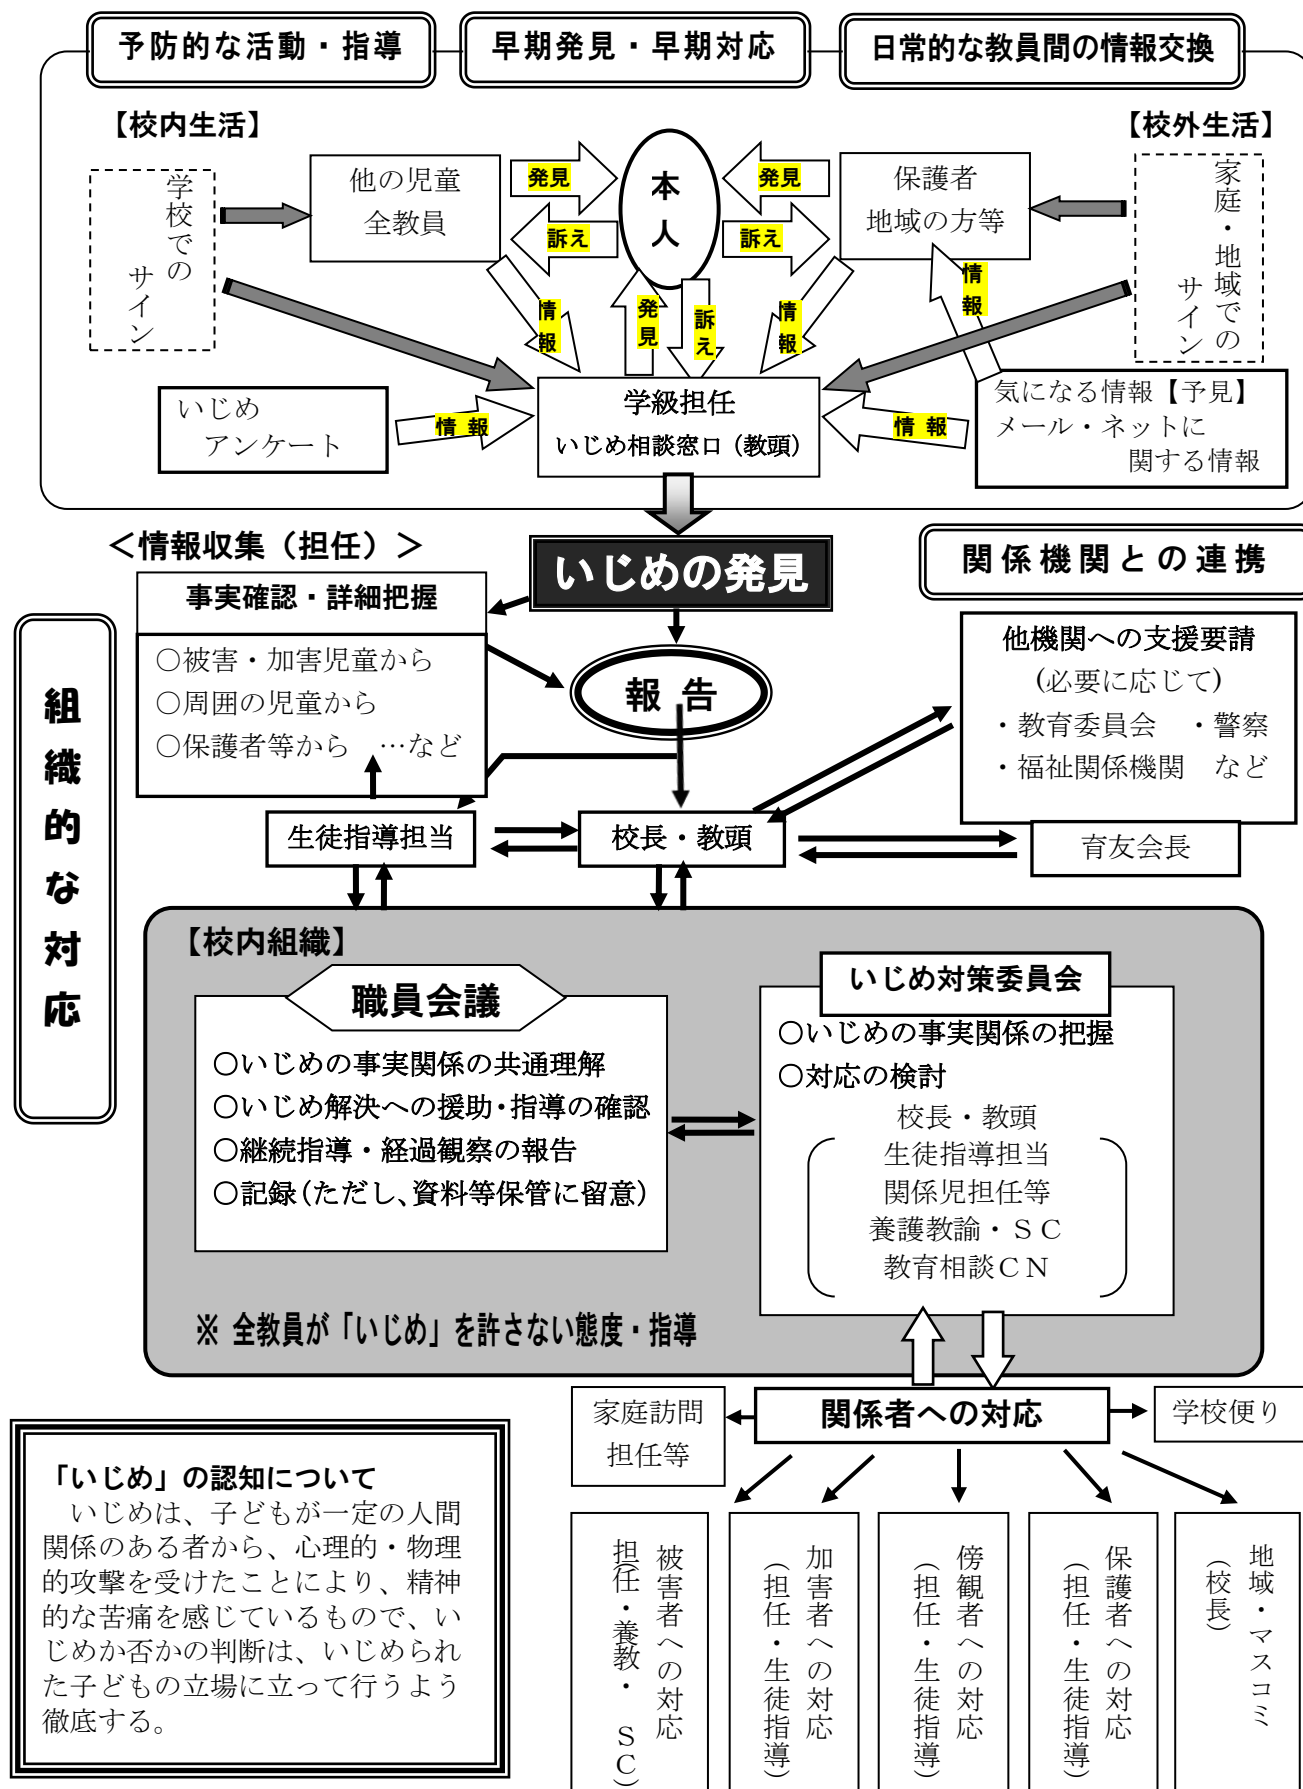 予防的な活動・指導
早期発見・早期対応
日常的な教員間の情報交換
【校内生活】
【校外生活】
学校での
サイン
他の児童
全教員
発見
訴え
本人
発見
訴え
保護者
地域の方等
家庭・地域での
サイン
情報
発見
訴え
情報
情報
いじめ
アンケート
情報
学級担任
いじめ相談窓口（教頭）
情報
気になる情報【予見】
メール・ネットに
関する情報
＜情報収集（担任）＞
いじめの発見
関係機関との連携
事実確認・詳細把握
○被害・加害児童から
○周囲の児童から
○保護者等から　…など
報告
他機関への支援要請
(必要に応じて)
・教育委員会　・警察
・福祉関係機関　など
組織的な対応
生徒指導担当
校長・教頭
育友会長
【校内組織】
職員会議
○いじめの事実関係の共通理解
○いじめ解決への援助・指導の確認
○継続指導・経過観察の報告
○記録(ただし、資料等保管に留意)
いじめ対策委員会
○いじめの事実関係の把握
○対応の検討
校長・教頭
生徒指導担当
関係児担任等
養護教諭・ＳＣ
教育相談ＣＮ
※ 全教員が「いじめ」を許さない態度・指導
家庭訪問
担任等
関係者への対応
学校便り
「いじめ」の認知について
　いじめは、子どもが一定の人間
関係のある者から、心理的・物理
的攻撃を受けたことにより、精神
的な苦痛を感じているもので、い
じめか否かの判断は、いじめられ
た子どもの立場に立って行うよう
徹底する。
被害者への対応
担(任・養教・　ＳＣ)
加害者への対応
(担任・生徒指導)
傍観者への対応
(担任・生徒指導)
保護者への対応
(担任・生徒指導)
地域・マスコミ
(校長)